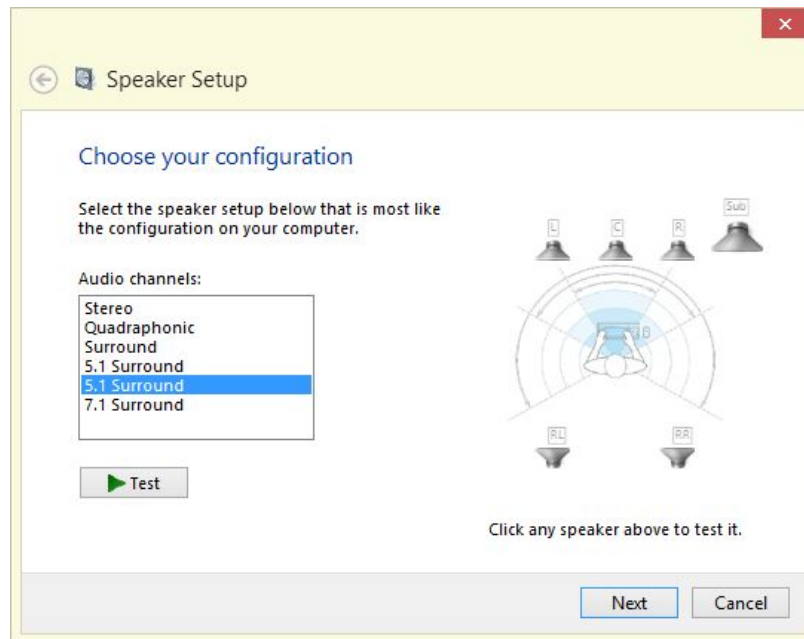 Speaker Setup
Choose your configuration
Select the speaker setup below that is most like
the configuration on your computer.
Audio channels:
Stereo
Quadraphonic
Surround
5.1 Surround
5.1 Surround
7.1 Surround
Test
L
C
R
Sub
RL
RR
Click any speaker above to test it.
Next
Cancel